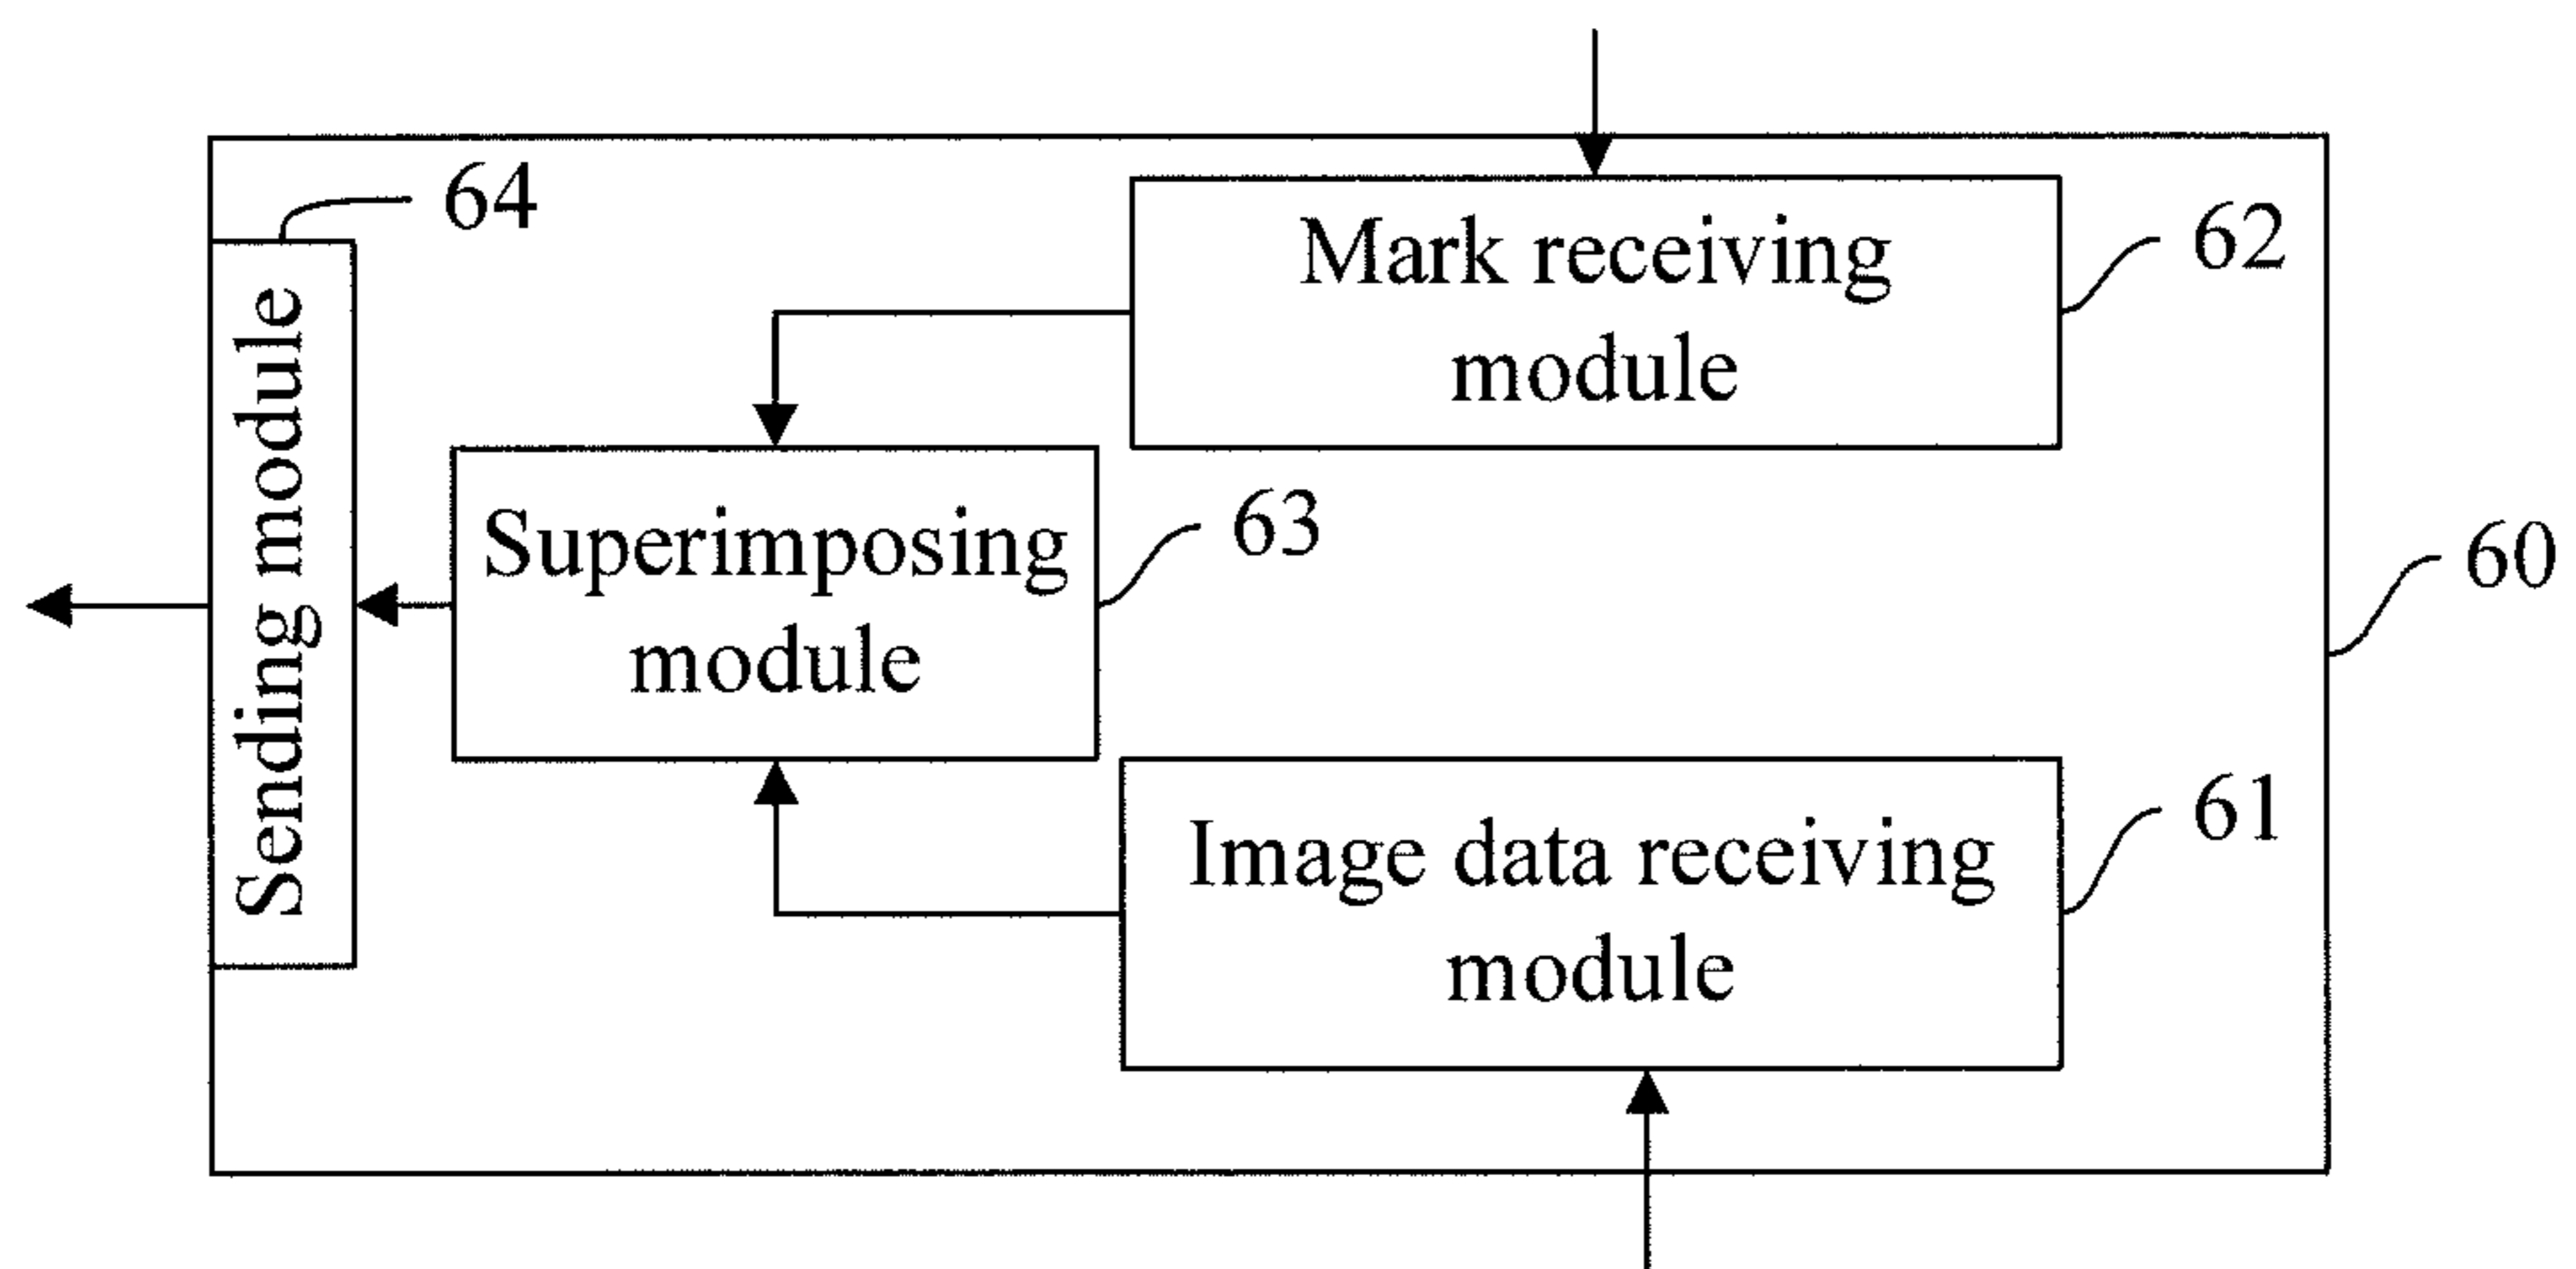 64
Sending module
Mark receiving
module
62
Superimposing
module
63
60
Image data receiving
module
61